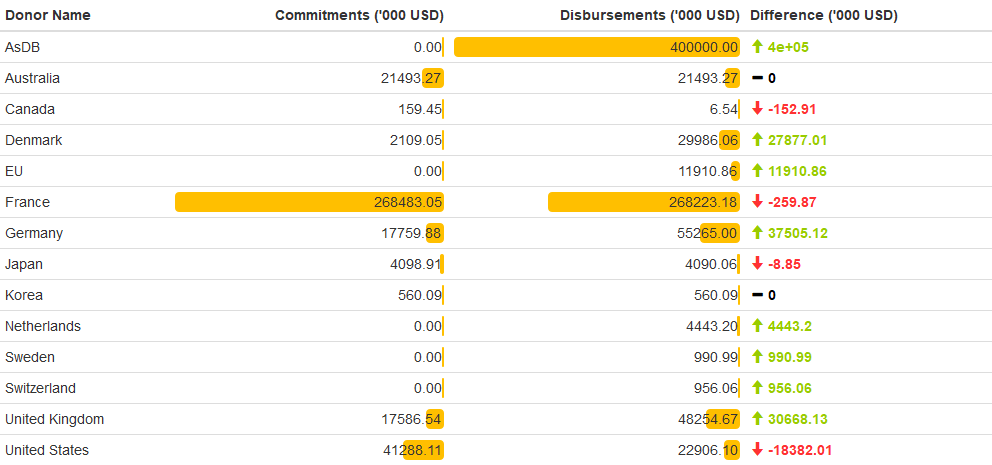 Donor Name Commitments ('000 USD) Disbursements ('000 USD) Difference ('000 USD)
AsDB 0.00 400000.00 4e+05
Australia 21493.27 21493.27 0
Canada 159.45 6.54 -152.91
Denmark 2109.05 29986.06 27877.01
EU 0.00 11910.86 11910.86
France 268483.05 268223.18 -259.87
Germany 17759.88 55265.00 37505.12
Japan 4098.91 4090.06 -8.85
Korea 560.09 560.09 0
Netherlands 0.00 4443.20 4443.2
Sweden 0.00 990.99 990.99
Switzerland 0.00 956.06 956.06
United Kingdom 17586.54 48254.67 30668.13
United States 41288.11 22906.10 -18382.01